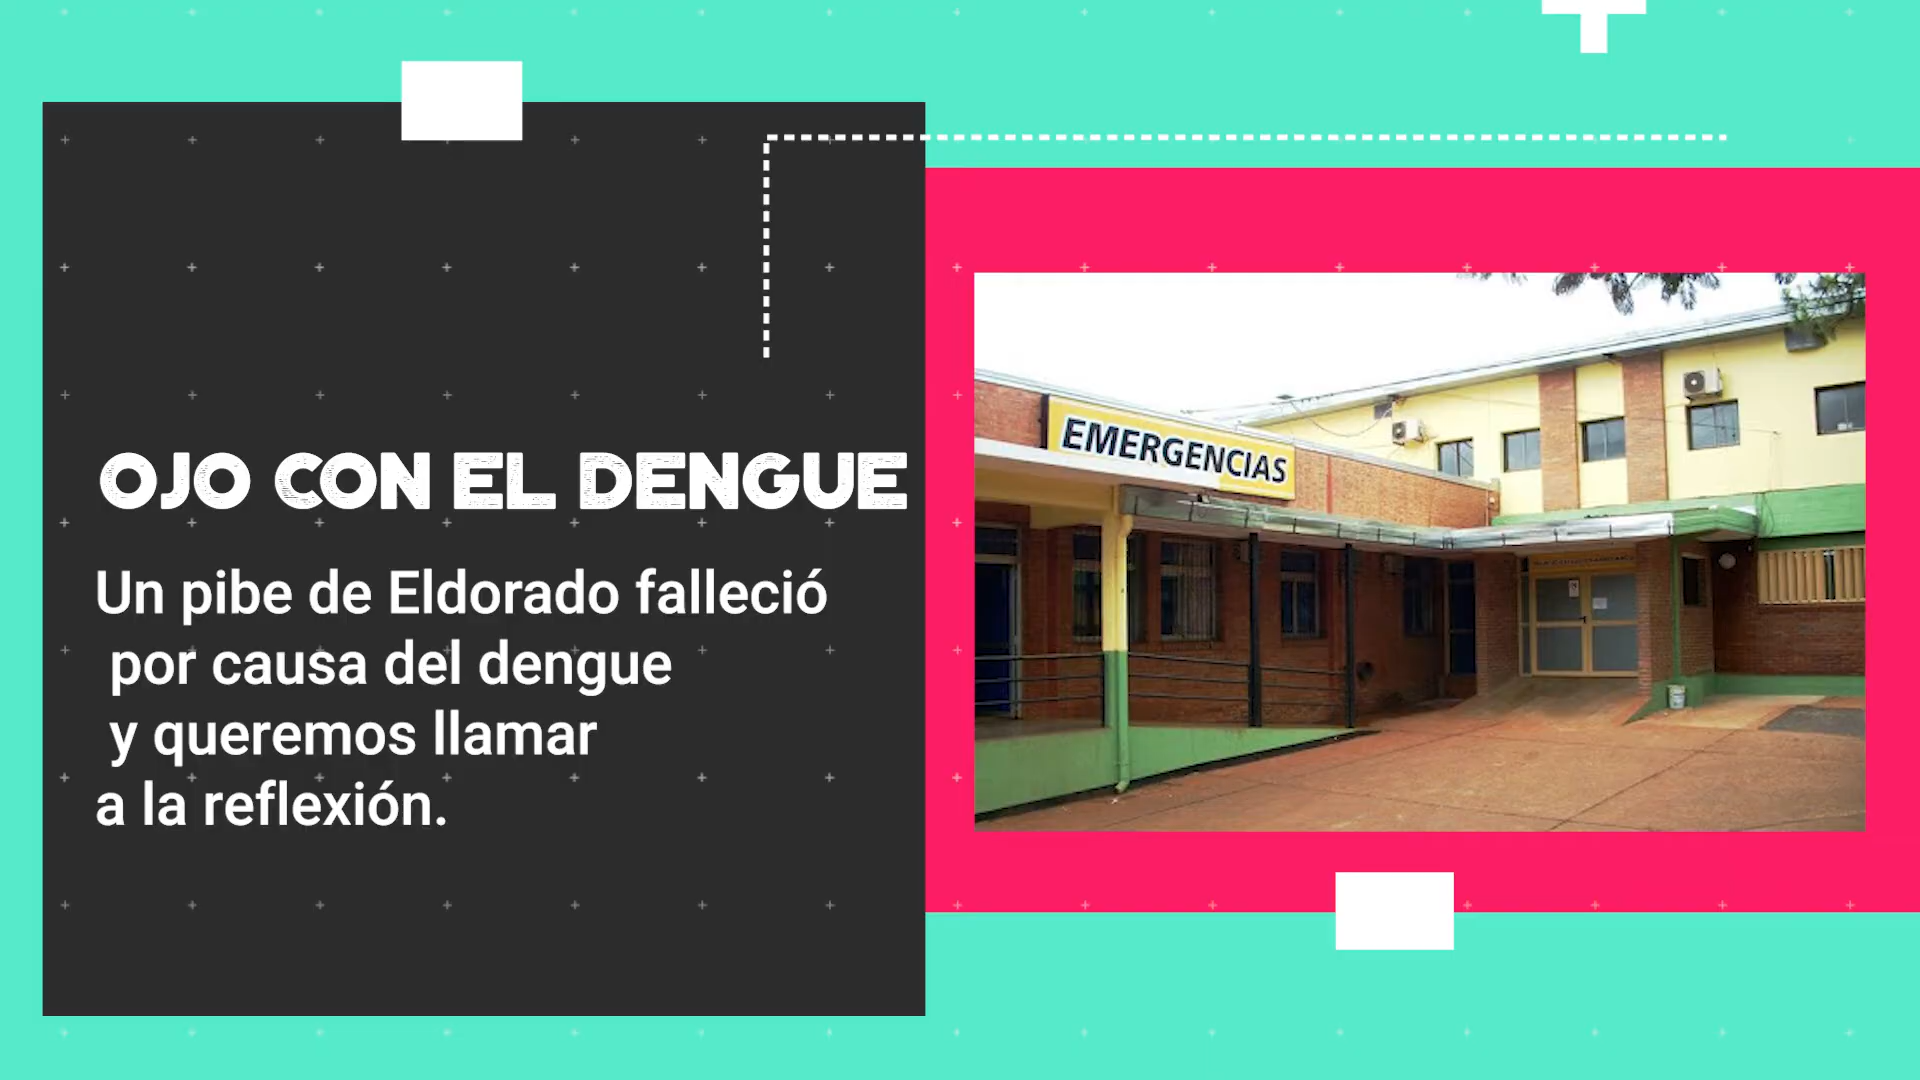 OJO CON EL DENGUE
Un pibe de Eldorado falleció
por causa del dengue
y queremos llamar
a la reflexión.
EMERGENCIAS